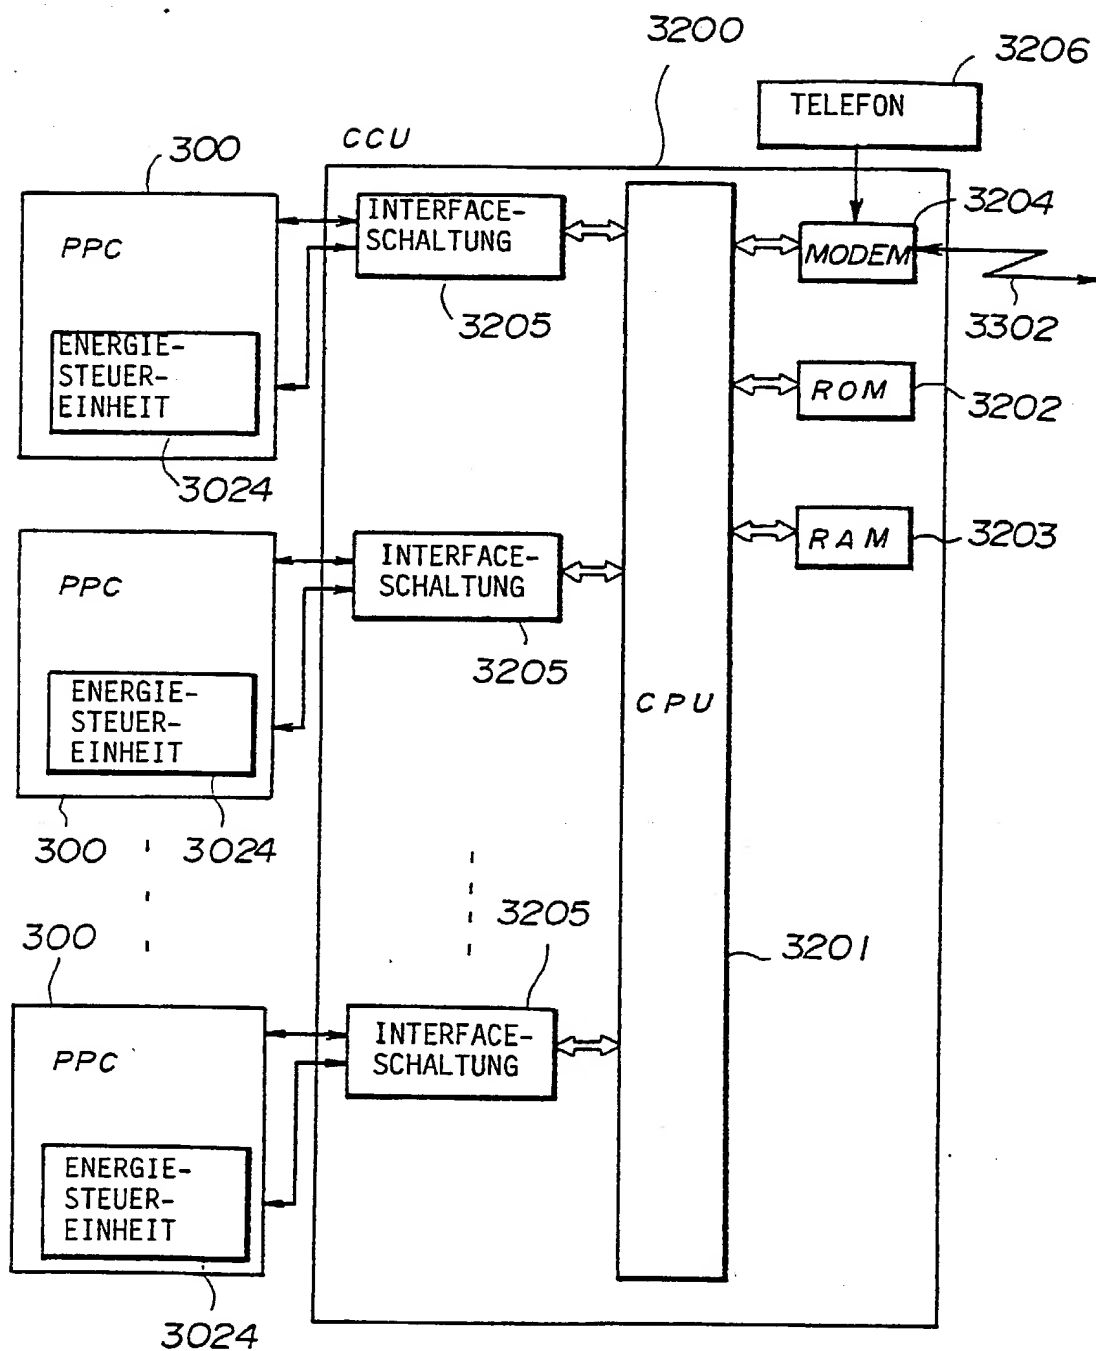 3200
3206
TELEFON
CCU
300
PPC
INTERFACE-
SCHALTUNG
3205
3204
MODEM
3302
ENERGIE-
STEUER-
EINHEIT
3024
ROM
3202
PPC
INTERFACE-
SCHALTUNG
3205
RAM
3203
ENERGIE-
STEUER-
EINHEIT
CPU
300
3024
3205
3201
300
PPC
INTERFACE-
SCHALTUNG
ENERGIE-
STEUER-
EINHEIT
3024